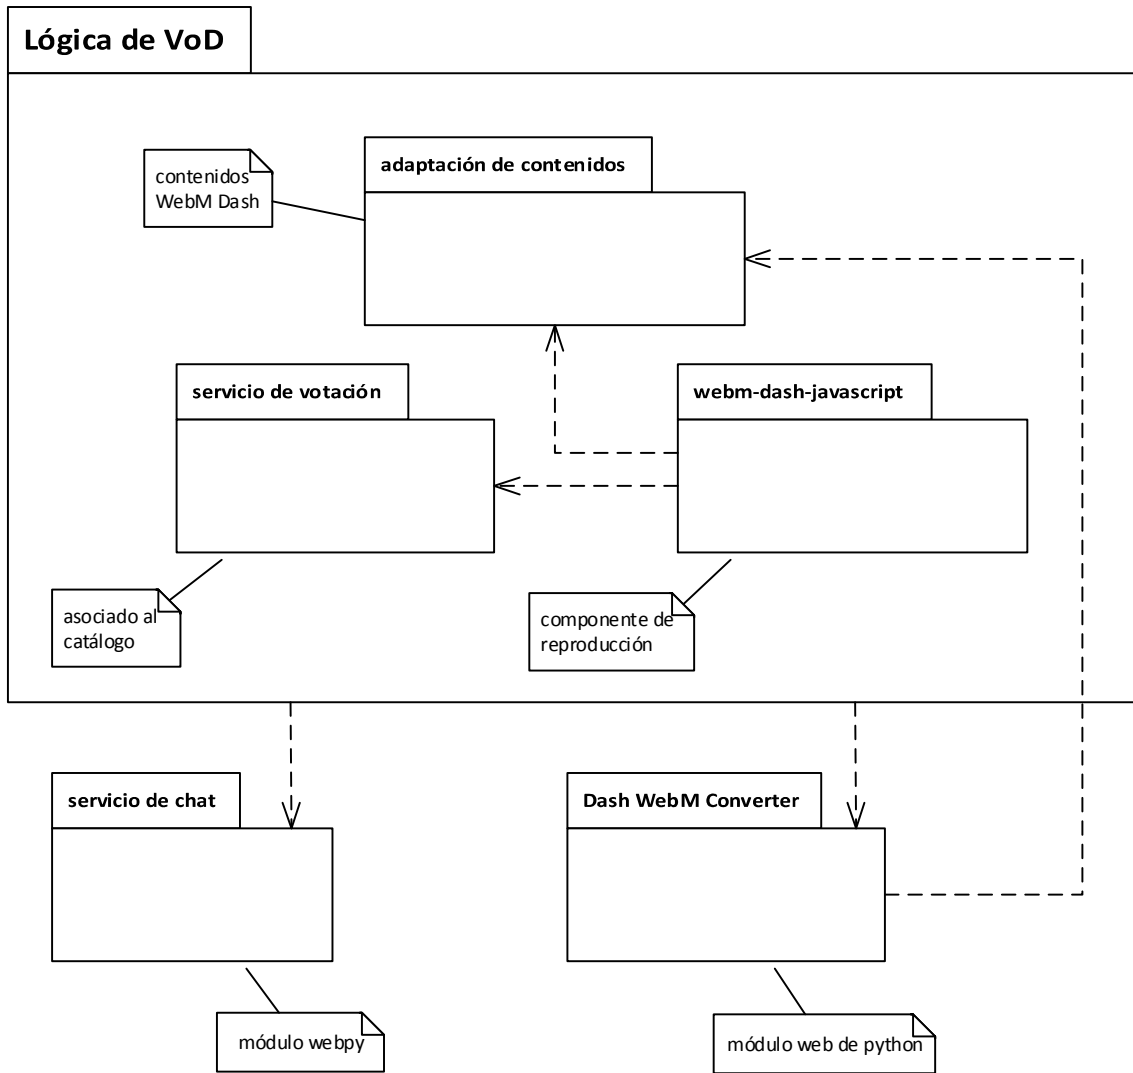 Lógica de VoD
adaptación de contenidos
contenidos
WebM Dash
servicio de votación
webm-dash-javascript
asociado al
catálogo
componente de
reproducción
servicio de chat
Dash WebM Converter
módulo webpy
módulo web de python